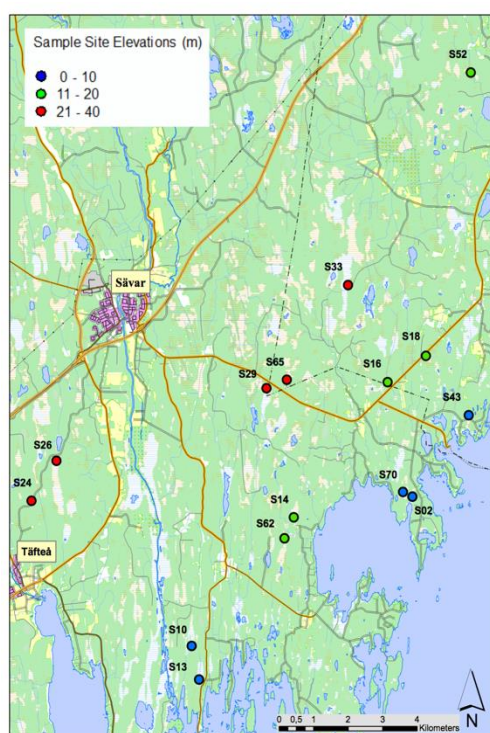 Sample Site Elevations (m)
0 - 10
11 - 20
21 - 40
S52
Sävar
S33
S18
S65
S16
S29
S43
S26
S24
S70
S02
S14
S62
Täfteå
S10
S13
0 0,5 1 2 3 4
Kilometers
N